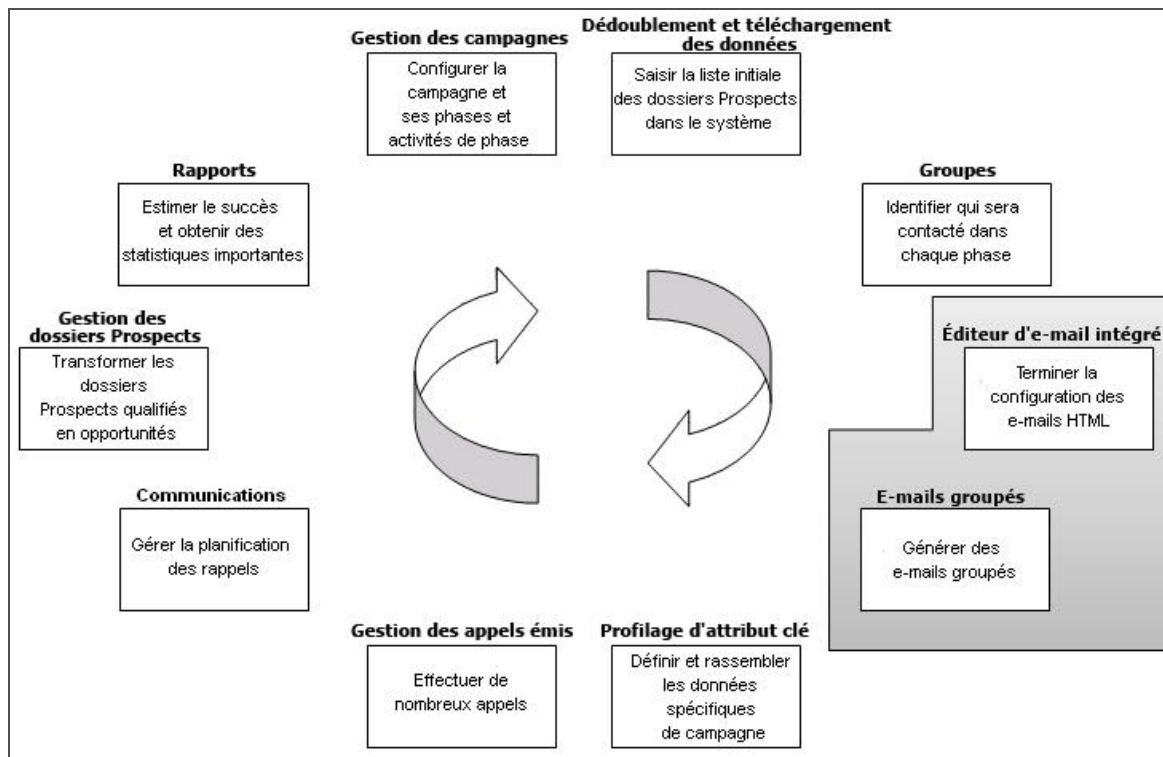 Gestion des campagnes
Configurer la
campagne et
ses phases et
activités de phase
Dédoublement et téléchargement
des données
Saisir la liste initiale
des dossiers Prospects
dans le système
Groupes
Identifier qui sera
contacté dans
chaque phase
Éditeur d'e-mail intégré
Terminer la
configuration des
e-mails HTML
E-mails groupés
Générer des
e-mails groupés
Profilage d'attribut clé
Définir et rassembler
les données
spécifiques
de campagne
Gestion des appels émis
Effectuer de
nombreux appels
Communications
Gérer la planification
des rappels
Gestion des
dossiers Prospects
Transformer les
dossiers
Prospects qualifiés
en opportunités
Rapports
Estimer le succès
et obtenir des
statistiques importantes